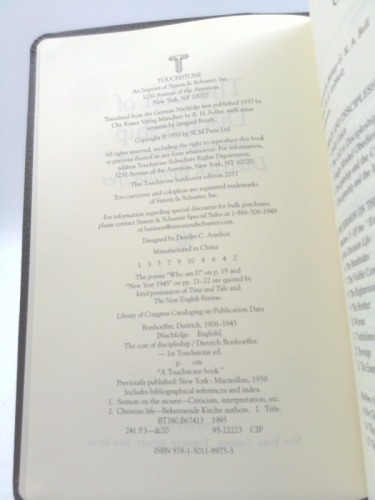 TOUCHSTONE
An Imprint of Simon & Schuster, Inc.
1230 Avenue of the Americas
New York, NY 10020
Translated from the German Nachfolge first published 1937 by
Chr. Kaiser Verlag München by R. H. Fuller, with some
revision by Irmgard Booth.
Copyright © 1959 by SCM Press Ltd.
All rights reserved, including the right to reproduce this book
or portions thereof in any form whatsoever. For information,
address Touchstone Subsidiary Rights Department,
1230 Avenue of the Americas, New York, NY 10020.
This Touchstone hardcover edition 2017
TOUCHSTONE and colophon are registered trademarks
of Simon & Schuster, Inc.
For information regarding special discounts for bulk purchases,
please contact Simon & Schuster Special Sales at 1-866-506-1949
or business@simonandschuster.com
Designed by Deirdre C. Amthor
Manufactured in China
1 3 5 7 9 10 8 6 4 2
The poems "Who am I?" on p. 19 and
"New Year 1945" on pp. 21–22 are quoted by
kind permission of Time and Tide and
The New English Review.
Library of Congress Cataloging-in-Publication Data
Bonhoeffer, Dietrich, 1906–1945
[Nachfolge. English]
The cost of discipleship / Dietrich Bonhoeffer.
— 1st Touchstone ed.
p. cm.
"A Touchstone book."
Previously published: New York : Macmillan, 1959.
Includes bibliographical references and index.
1. Sermon on the mount—Criticism, interpretation, etc.
2. Christian life—Bekennende Kirche authors. I. Title.
BT380.B67413 1995
241.5'3—dc20 95-22223 CIP
ISBN 978-1-5011-8975-3
G. K. A. Bell